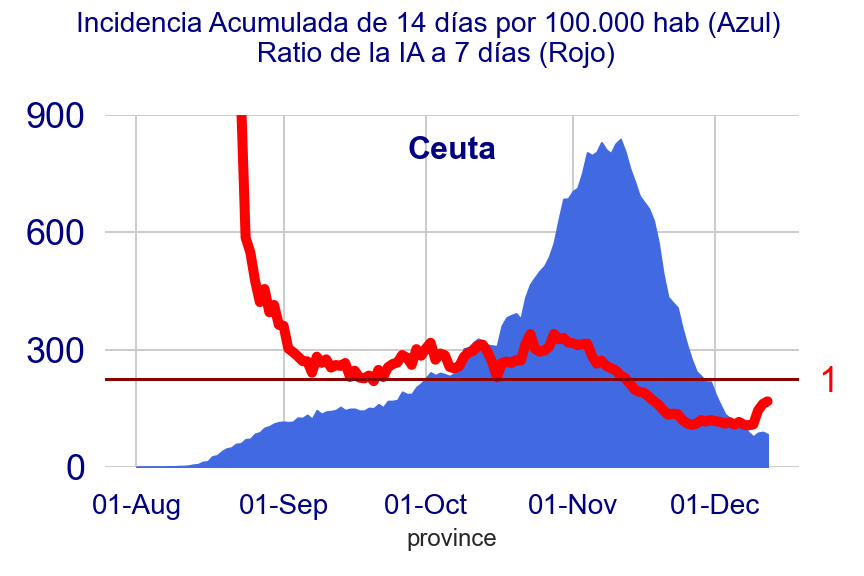 Incidencia Acumulada de 14 días por 100.000 hab (Azul)
Ratio de la IA a 7 días (Rojo)
900
Ceuta
600
300
1
0
01-Aug 01-Sep 01-Oct 01-Nov 01-Dec
province